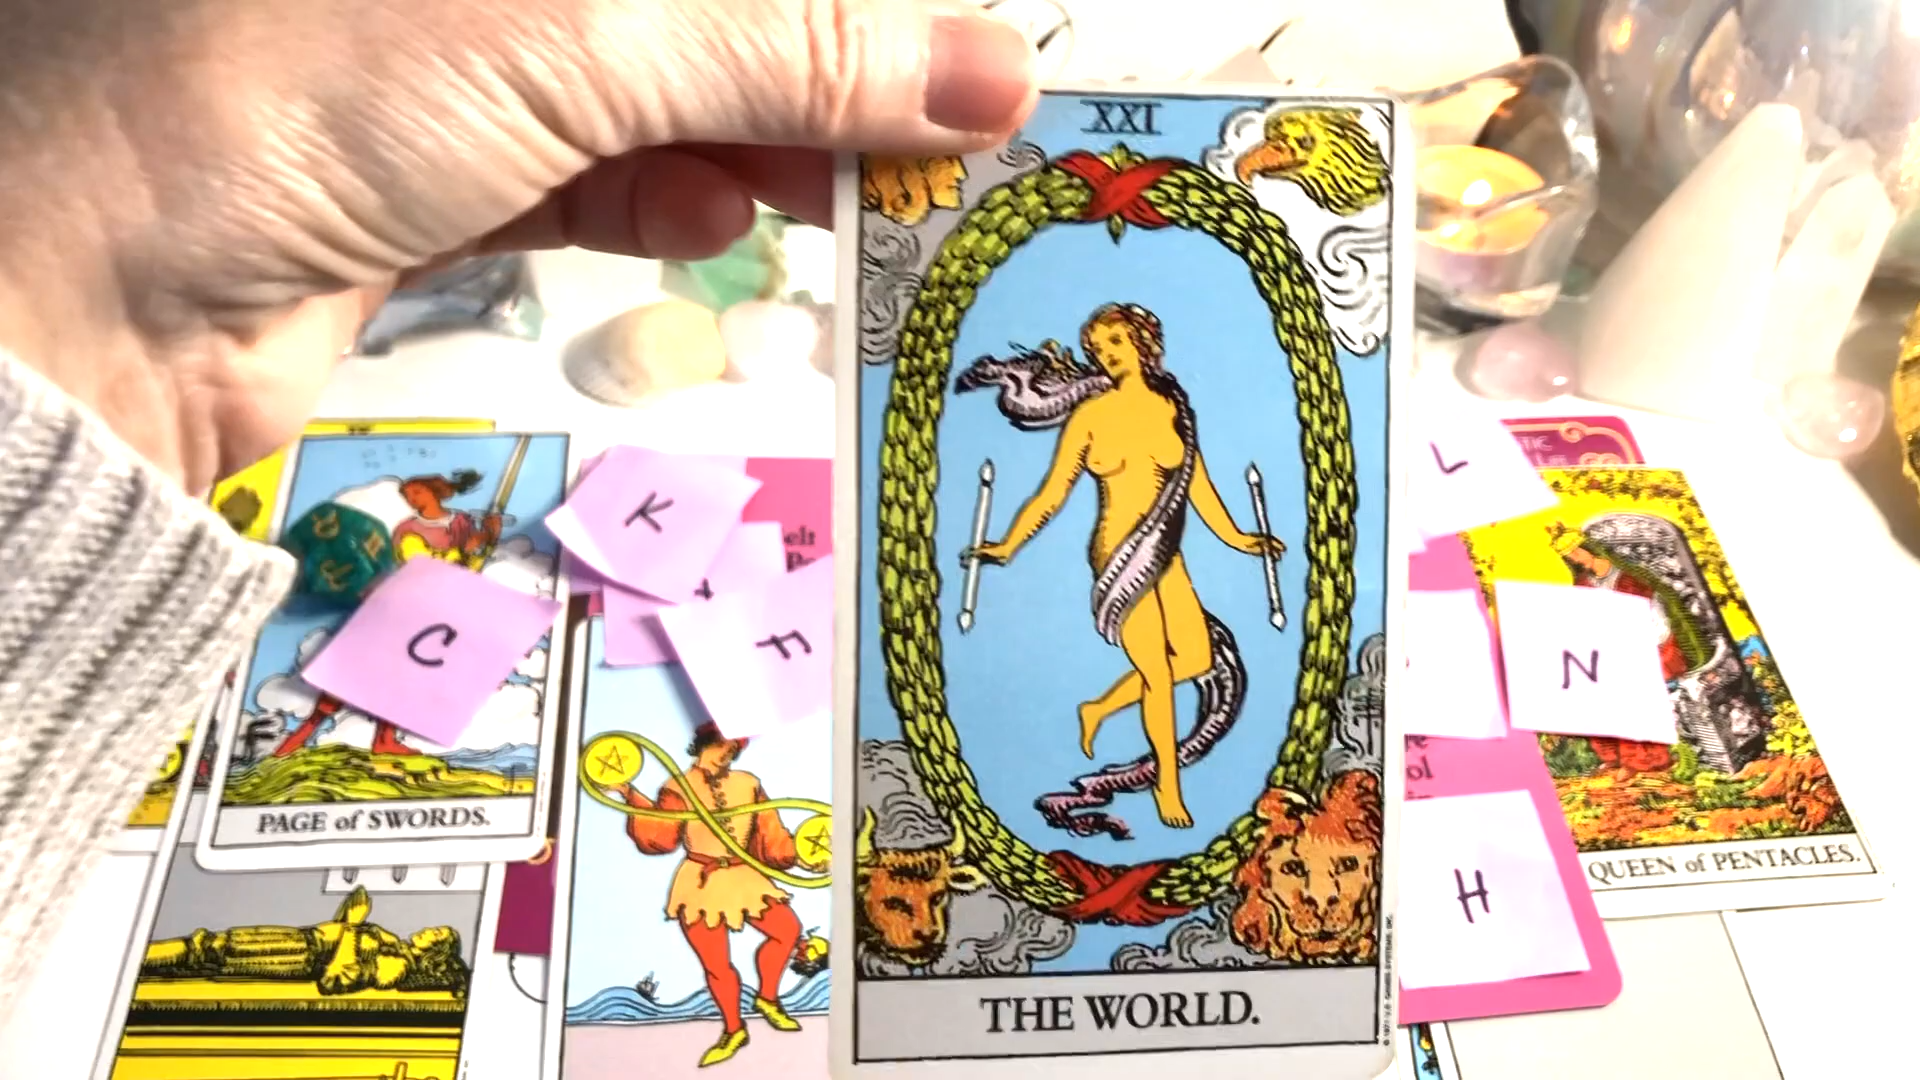 XXI
L
K
C
F
N
H
PAGE of SWORDS.
QUEEN of PENTACLES.
THE WORLD.